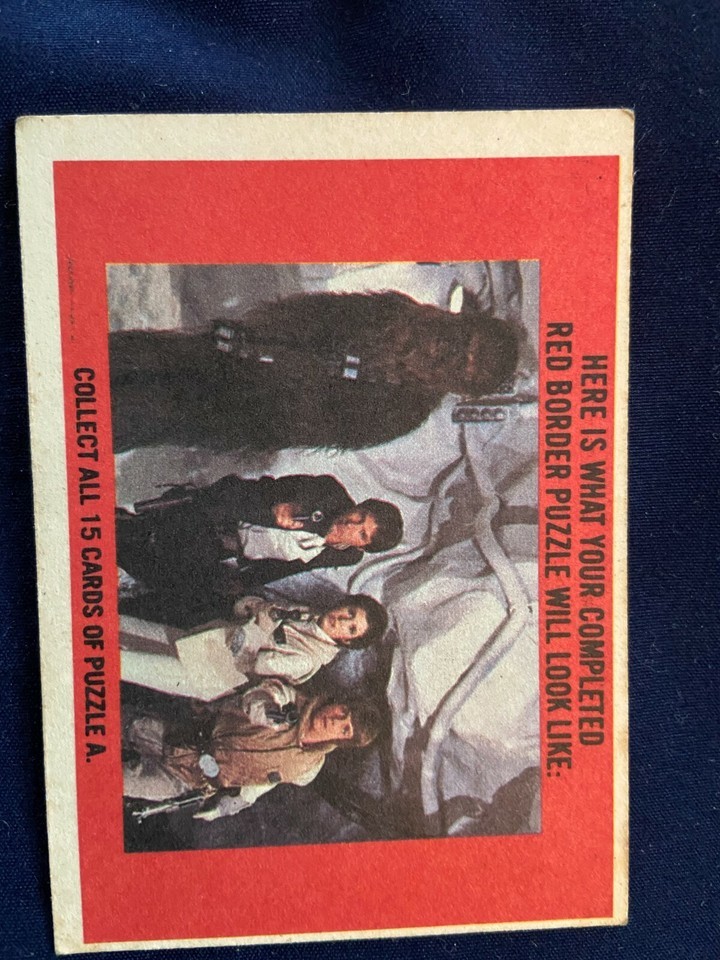 HERE IS WHAT YOUR COMPLETED
RED BORDER PUZZLE WILL LOOK LIKE:
COLLECT ALL 15 CARDS OF PUZZLE A.